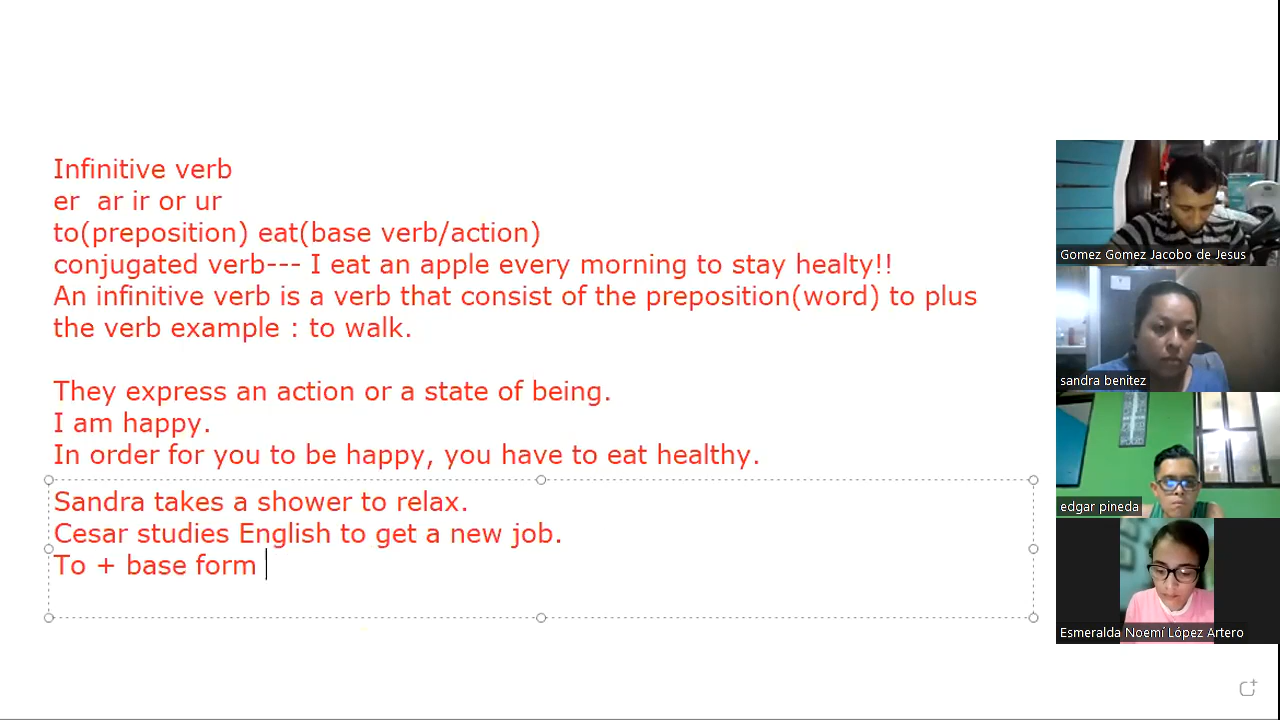 Infinitive verb
er ar ir or ur
to(preposition) eat(base verb/action)
conjugated verb--- I eat an apple every morning to stay healty!!
An infinitive verb is a verb that consist of the preposition(word) to plus
the verb example : to walk.
They express an action or a state of being.
I am happy.
In order for you to be happy, you have to eat healthy.
Sandra takes a shower to relax.
Cesar studies English to get a new job.
To + base form
Gomez Gomez Jacobo de Jesus
sandra benitez
edgar pineda
Esmeralda Noemí López Artero